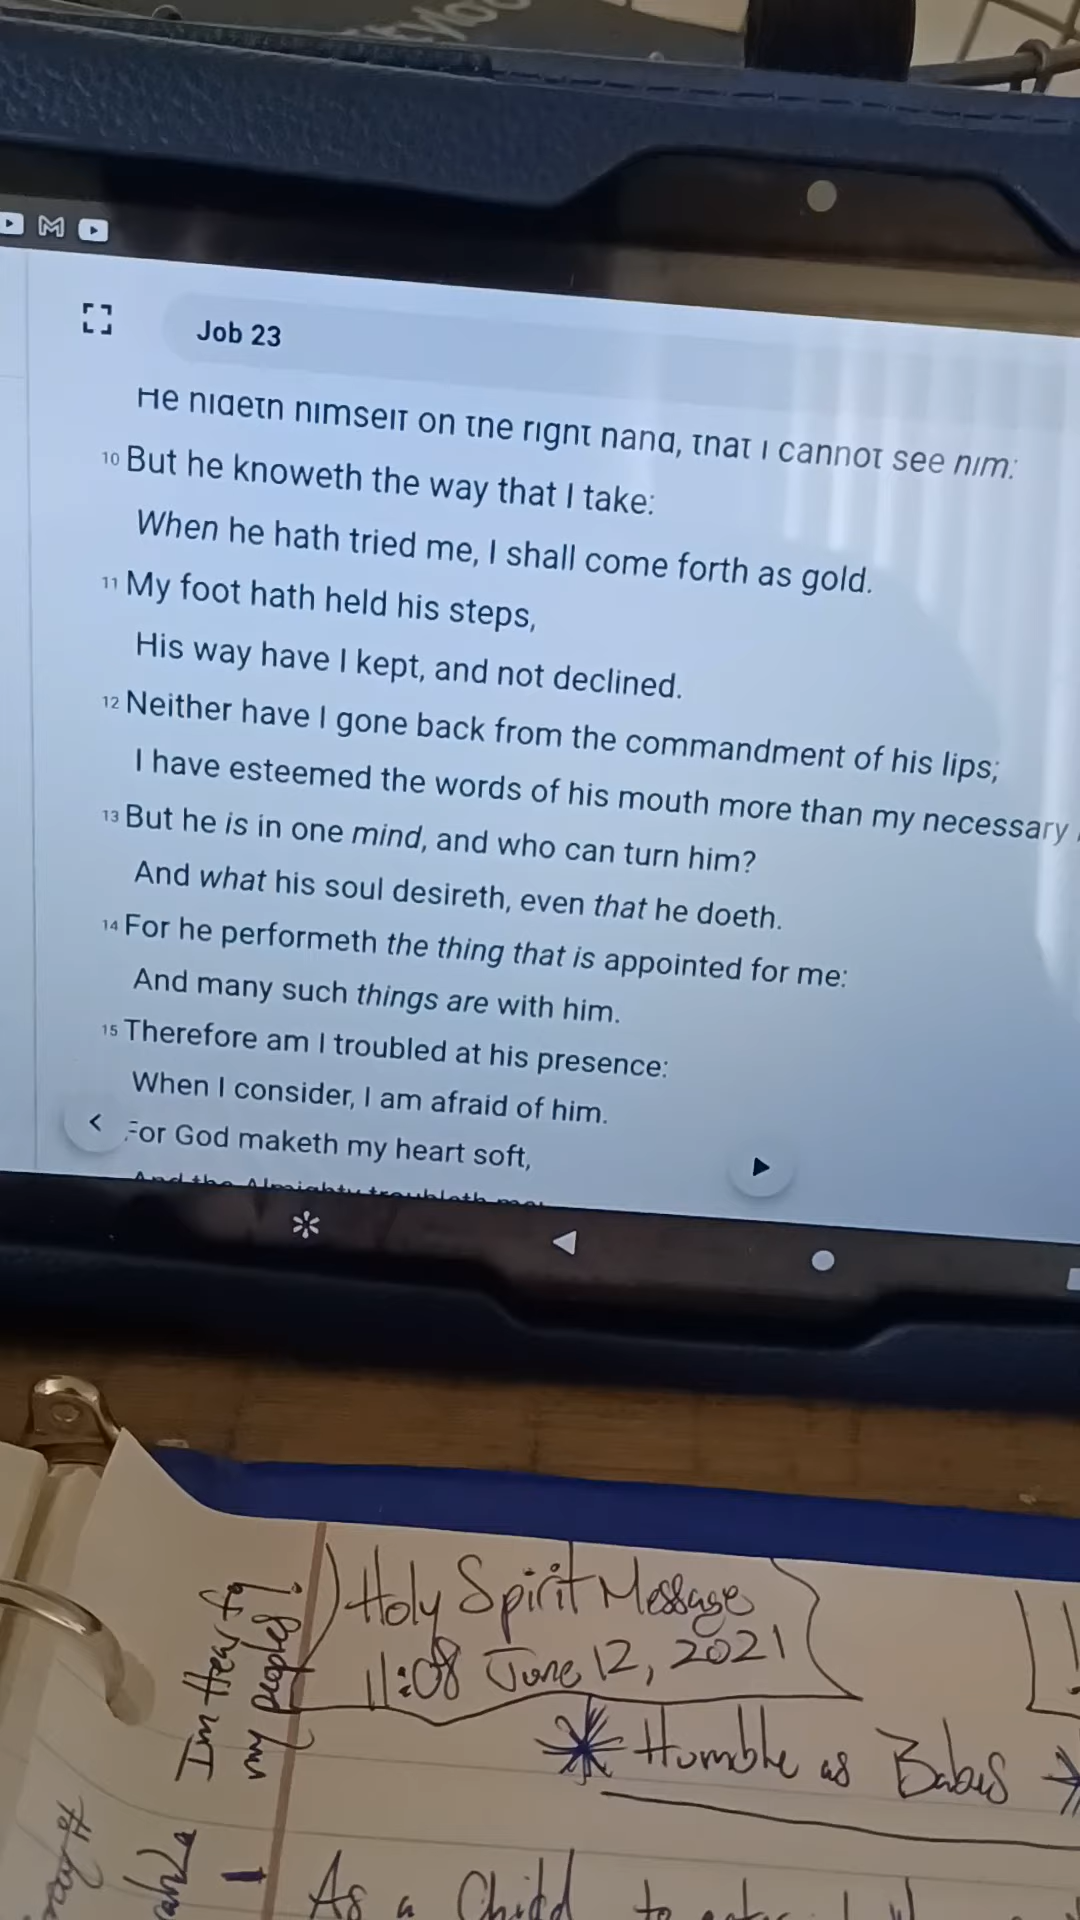 Job 23
He hideth himself on the right hand, that I cannot see him:
10 But he knoweth the way that I take:
When he hath tried me, I shall come forth as gold.
11 My foot hath held his steps,
His way have I kept, and not declined.
12 Neither have I gone back from the commandment of his lips;
I have esteemed the words of his mouth more than my necessary
13 But he is in one mind, and who can turn him?
And what his soul desireth, even that he doeth.
14 For he performeth the thing that is appointed for me:
And many such things are with him.
15 Therefore am I troubled at his presence:
When I consider, I am afraid of him.
For God maketh my heart soft,
And the Almighty troubleth me:
Holy Spirit Message
11:08 June 12, 2021
Humble as Babes
As a Child to
my peoples!